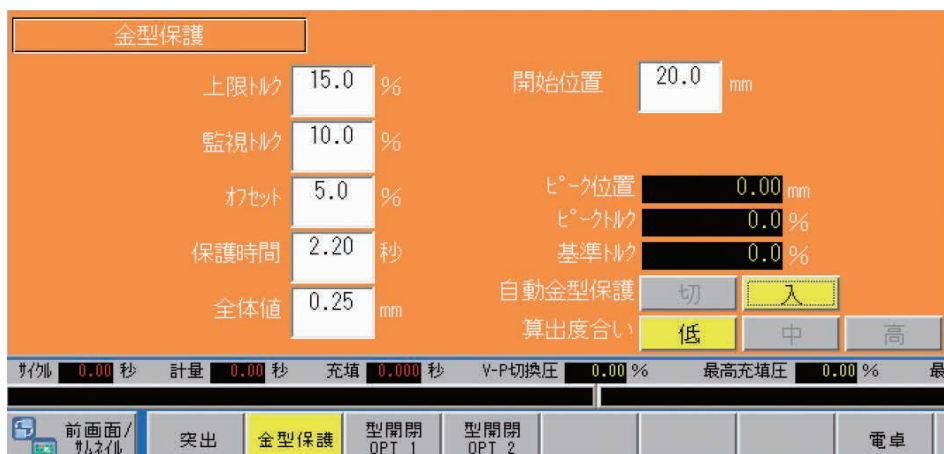 金型保護
上限ﾄﾙｸ 15.0 % 開始位置 20.0 mm
監視ﾄﾙｸ 10.0 %
ｵﾌｾｯﾄ 5.0 % ﾋﾟｰｸ位置 0.00 mm
ﾋﾟｰｸﾄﾙｸ 0.0 %
保護時間 2.20 秒 基準ﾄﾙｸ 0.0 %
自動金型保護 切 入
全体値 0.25 mm
算出度合い 低 中 高
ｻｲｸﾙ 0.00 秒 計量 0.00 秒 充填 0.000 秒 V-P切換圧 0.00 % 最高充填圧 0.00 % 最
前画面/ｻﾑﾈｲﾙ 突出 金型保護 型開閉OPT 1 型開閉OPT 2 電卓